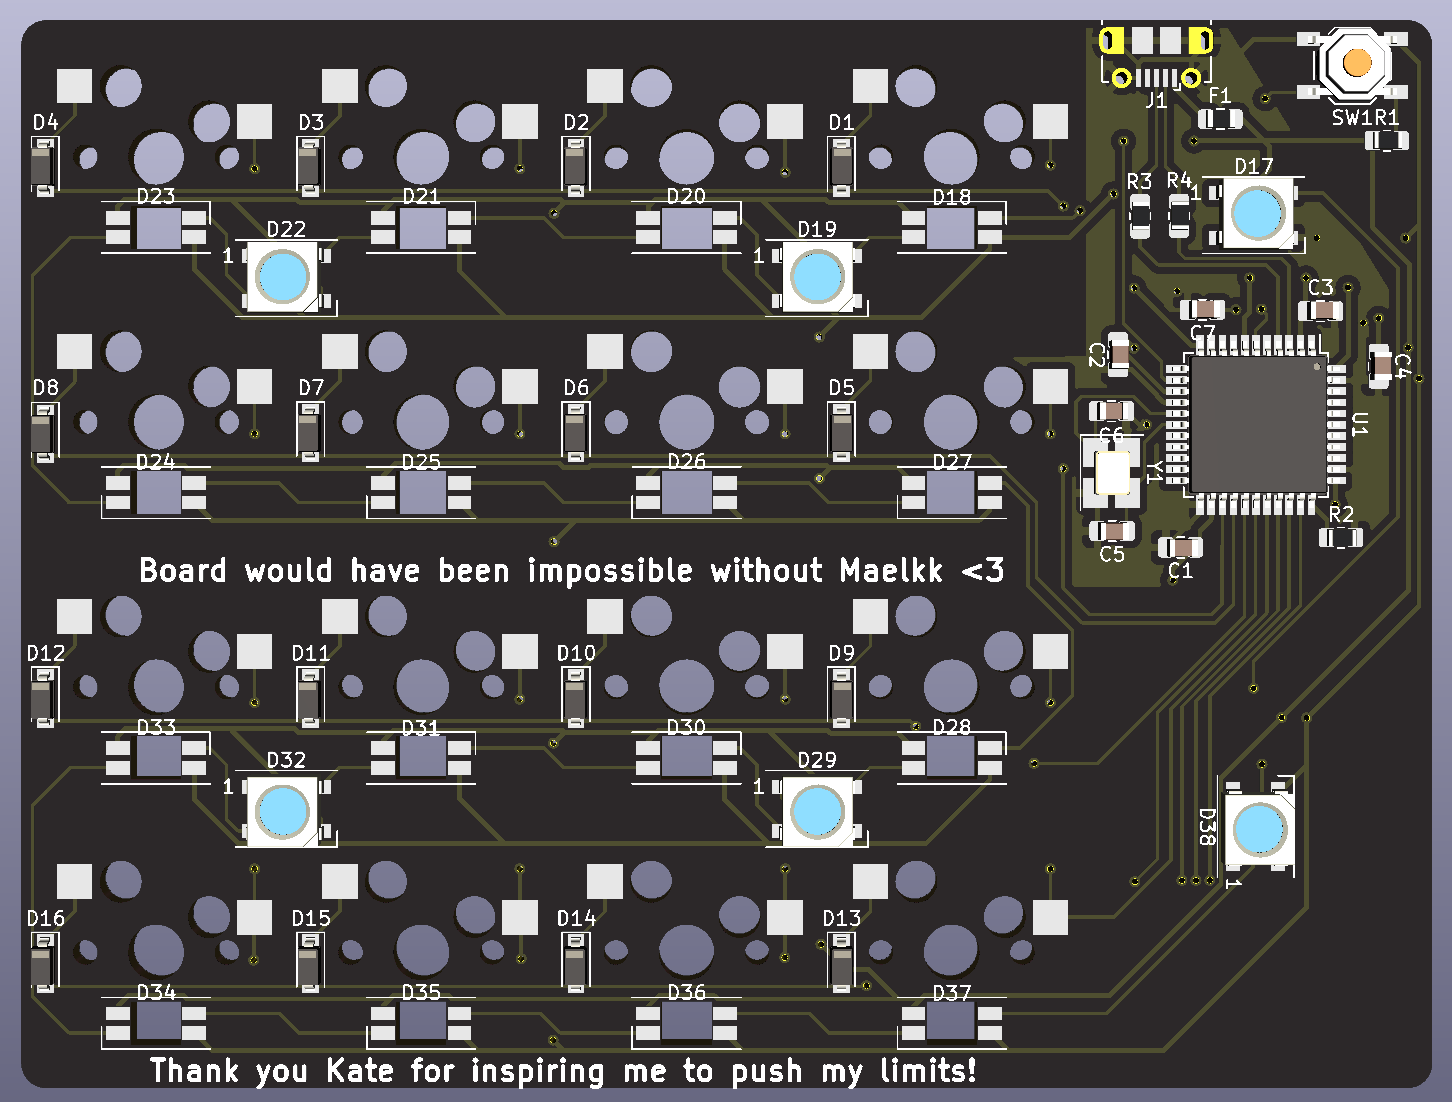 J1
F1
SW1 R1
D4 D3 D2 D1
D17
R3 R4 1
D23 D21 D20 D18
D22 D19
1 1
C3
C7
C2
C4
D8 D7 D6 D5
C6
U1
D24 D25 D26 D27
Y1
R2
C5
C1
Board would have been impossible without Maelkk <3
D12 D11 D10 D9
D33 D31 D30 D28
D32 D29
1 1
D38
1
D16 D15 D14 D13
D34 D35 D36 D37
Thank you Kate for inspiring me to push my limits!